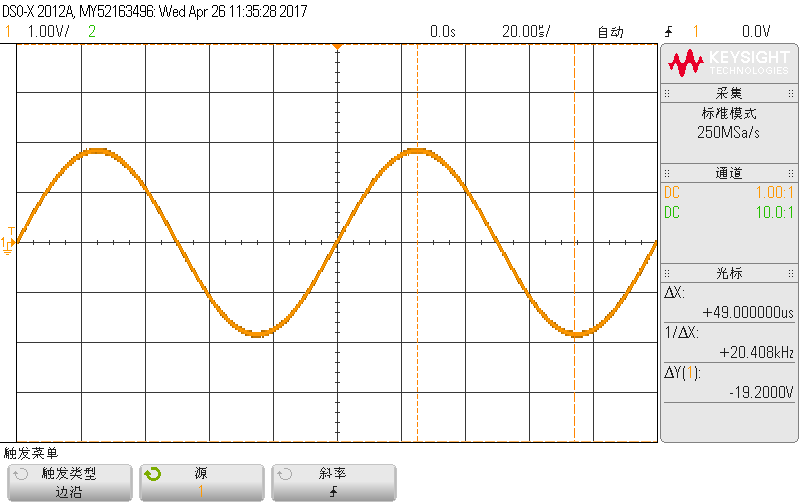 DSO-X 2012A, MY52163496: Wed Apr 26 11:35:28 2017
1 1.00V/ 2 0.0s 20.00us/ 自动 1 0.0V
KEYSIGHT
TECHNOLOGIES
采集
标准模式
250MSa/s
通道
DC 1.00:1
DC 10.0:1
T
1
光标
ΔX:
+49.000000us
1/ΔX:
+20.408kHz
ΔY(1):
-19.2000V
触发菜单
触发类型
边沿
源
1
斜率